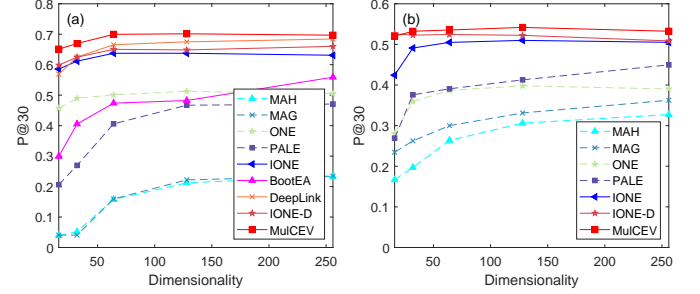 (a)
0.8
0.7
0.6
0.5
0.4
0.3
0.2
0.1
0
P@30
50
100
150
200
250
Dimensionality
MAH
MAG
ONE
PALE
IONE
BootEA
DeepLink
IONE-D
MulCEV
(b)
0.6
0.5
0.4
0.3
0.2
0.1
0
P@30
50
100
150
200
250
Dimensionality
MAH
MAG
ONE
PALE
IONE
IONE-D
MulCEV